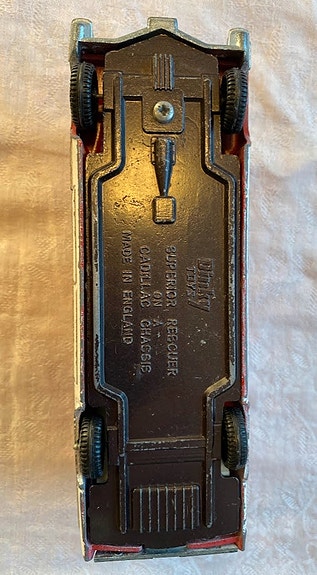 DINKY
TOYS
SUPERIOR RESCUER
ON A
CADILLAC CHASSIS
MADE IN ENGLAND